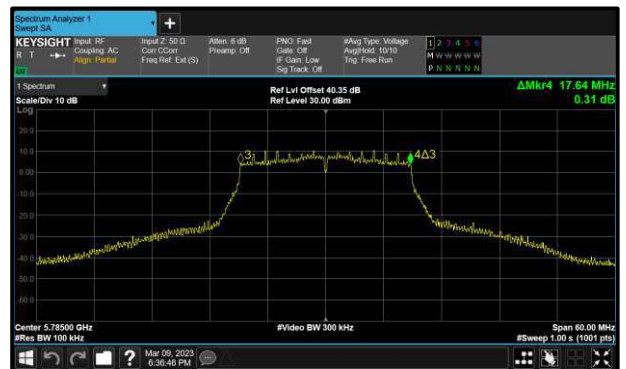 Spectrum Analyzer 1
Swept SA
+
KEYSIGHT
R T
Input: RF
Coupling: AC
Align: Partial
Input Z: 50 Ω
Corr CCorr
Freq Ref: Ext (S)
Atten: 6 dB
Preamp: Off
PNO: Fast
Gate: Off
IF Gain: Low
Sig Track: Off
#Avg Type: Voltage
Avg|Hold: 10/10
Trig: Free Run
1 2 3 4 5 6
M W W W W W
P N N N N N
1 Spectrum
Scale/Div 10 dB
Log
Ref Lvl Offset 40.35 dB
Ref Level 30.00 dBm
ΔMkr4 17.64 MHz
0.31 dB
20.0
10.0
0.00
-10.0
-20.0
-30.0
-40.0
-50.0
-60.0
3
4Δ3
Center 5.78500 GHz
#Res BW 100 kHz
#Video BW 300 kHz
Span 60.00 MHz
#Sweep 1.00 s (1001 pts)
?
Mar 09, 2023
6:36:46 PM